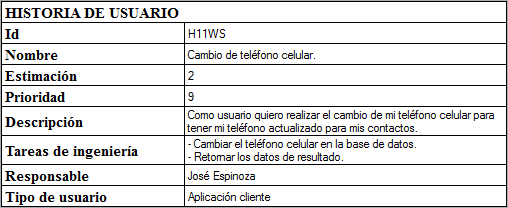 HISTORIA DE USUARIO
Id H11WS
Nombre Cambio de teléfono celular.
Estimación 2
Prioridad 9
Descripción Como usuario quiero realizar el cambio de mi teléfono celular para
tener mi teléfono actualizado para mis contactos.
Tareas de ingeniería - Cambiar el teléfono celular en la base de datos.
- Retornar los datos de resultado.
Responsable José Espinoza
Tipo de usuario Aplicación cliente